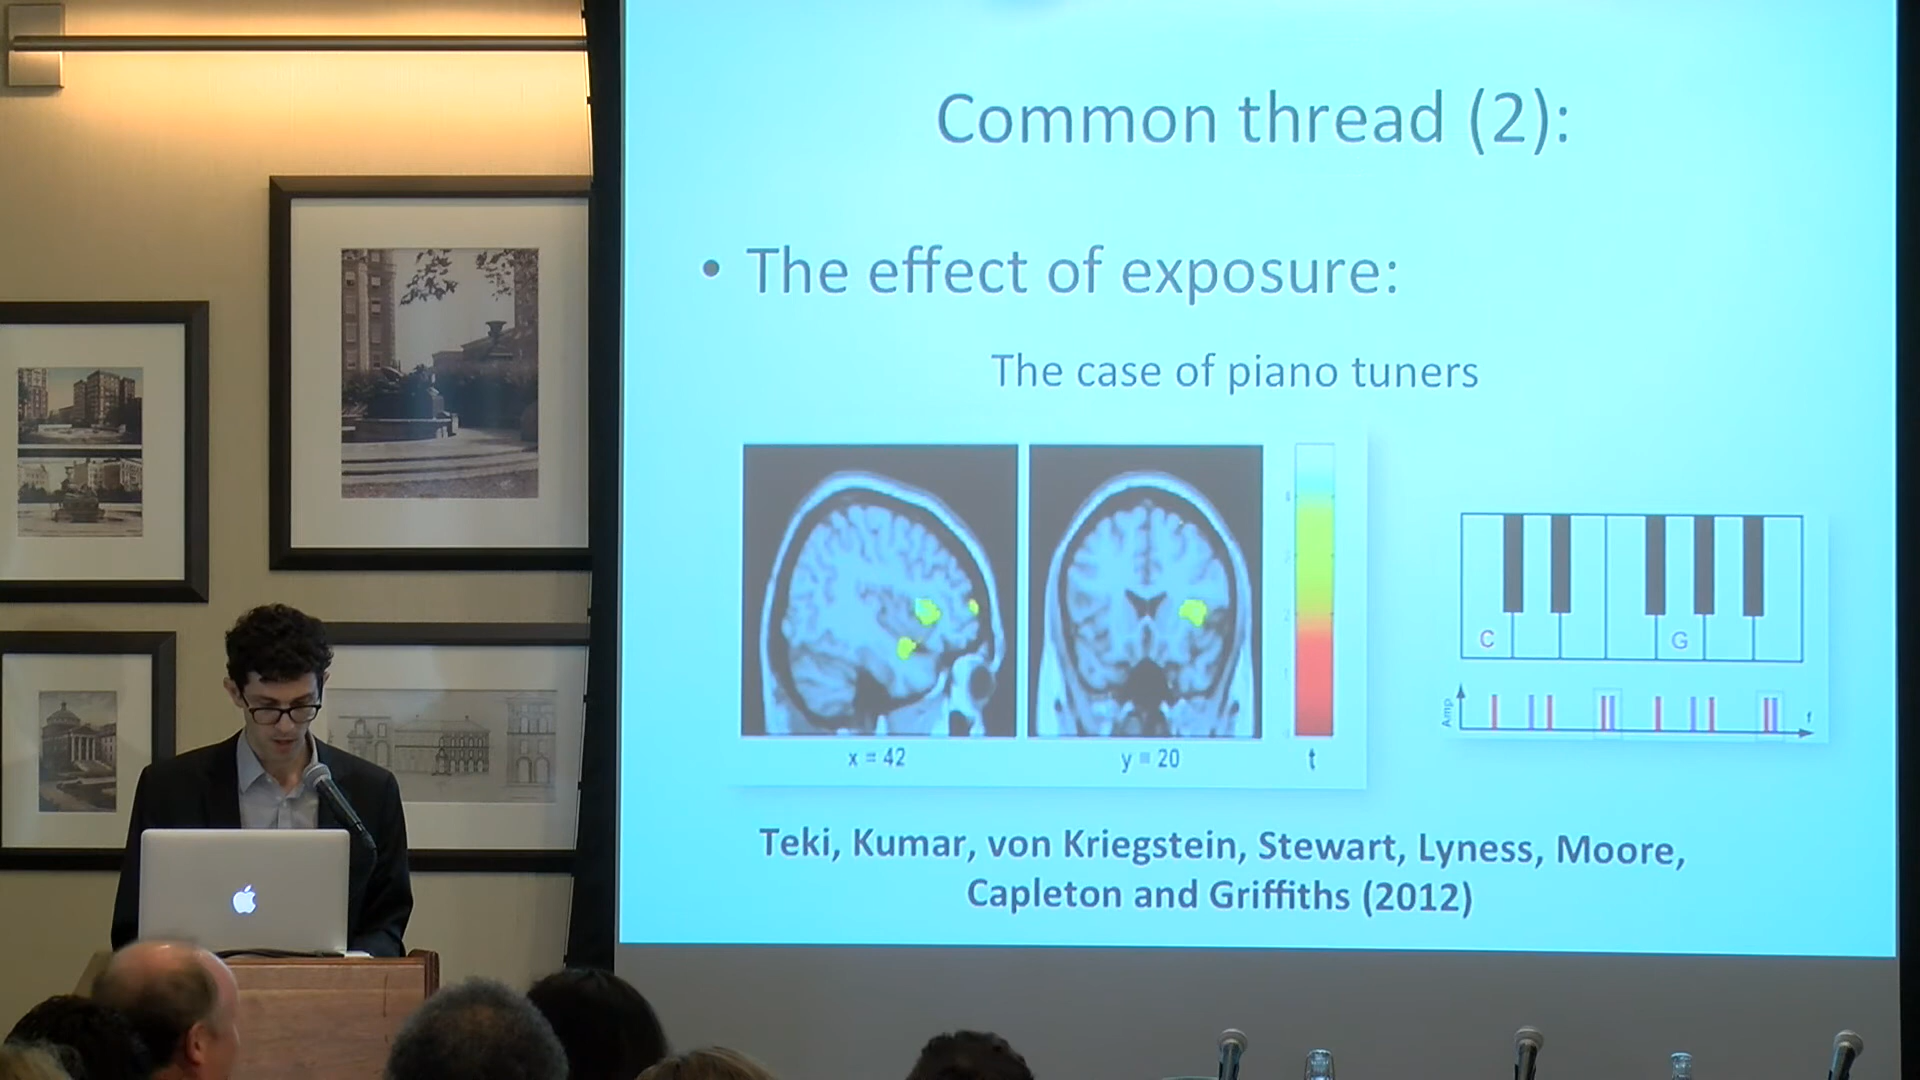 Common thread (2):
• The effect of exposure:
The case of piano tuners
C
G
Amp
f
x = 42
y = 20
t
Teki, Kumar, von Kriegstein, Stewart, Lyness, Moore,
Capleton and Griffiths (2012)